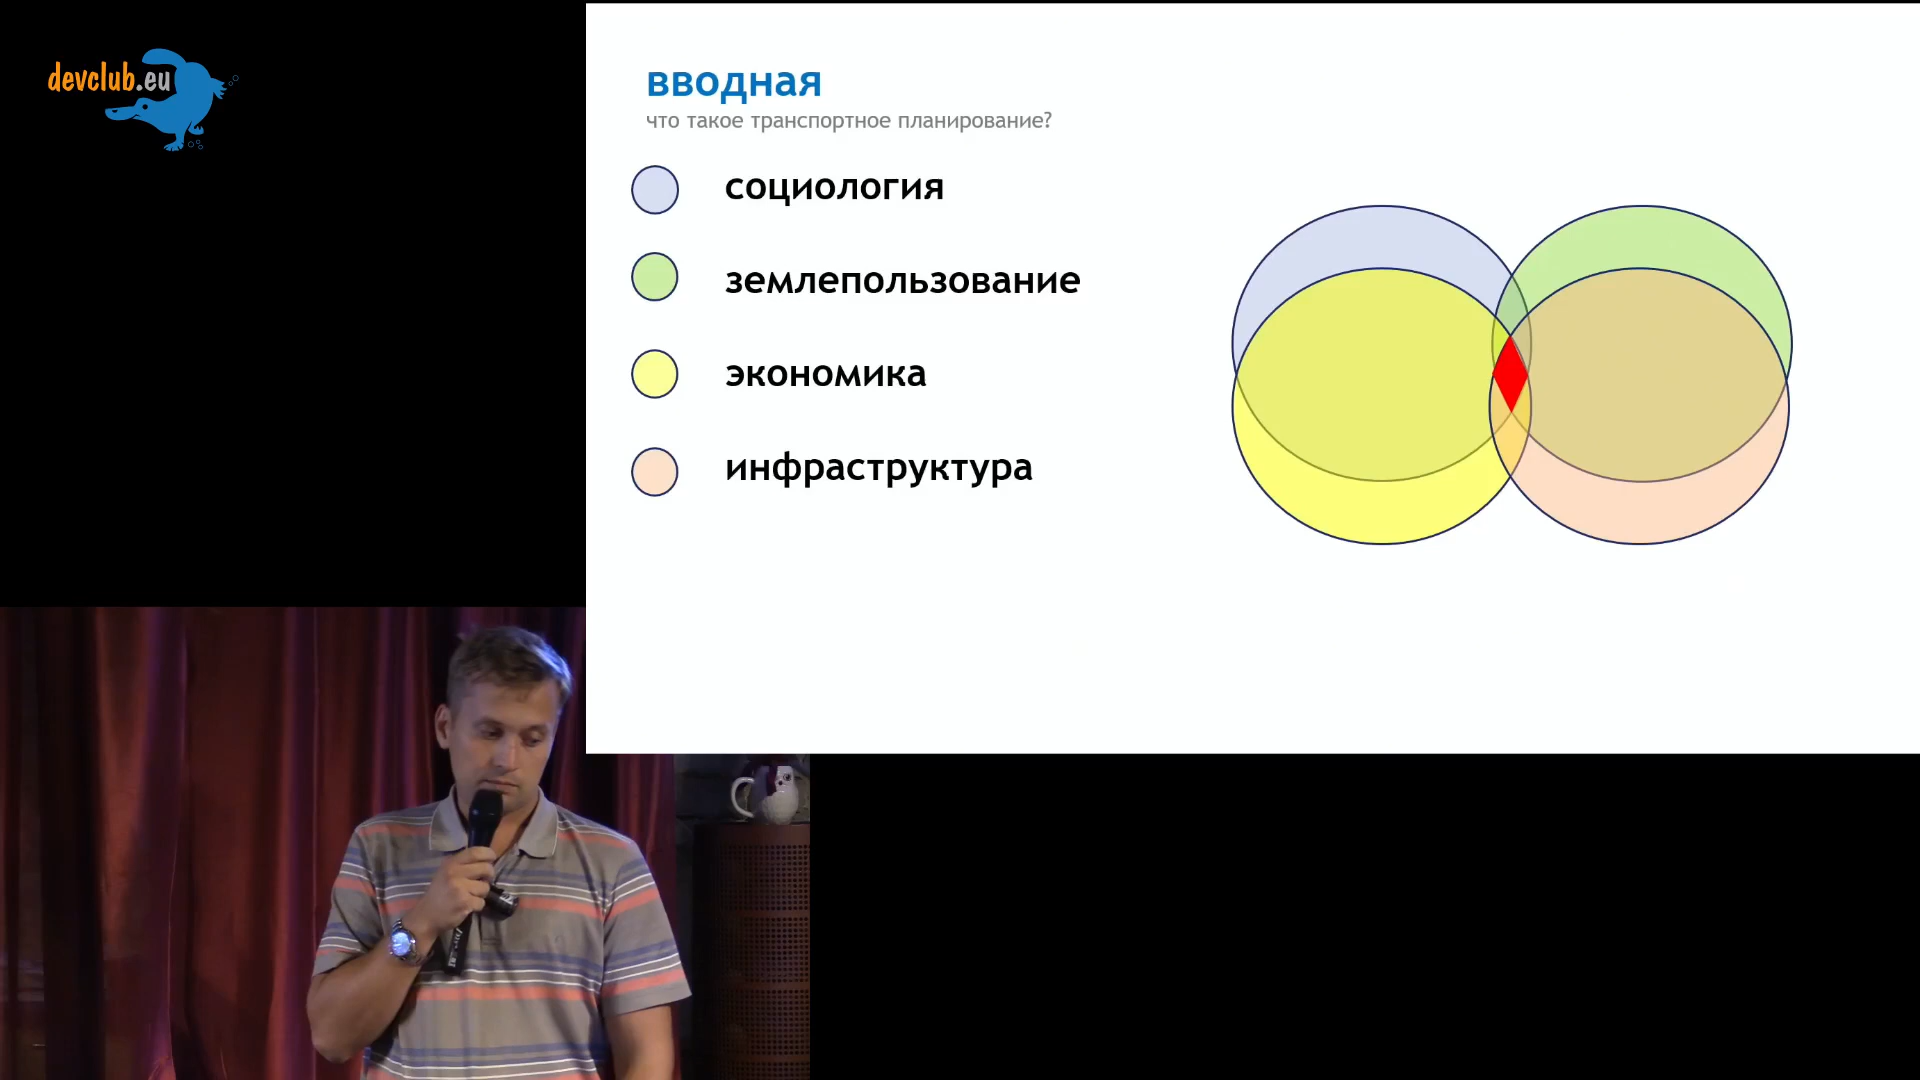 devclub.eu
вводная
что такое транспортное планирование?
социология
землепользование
экономика
инфраструктура